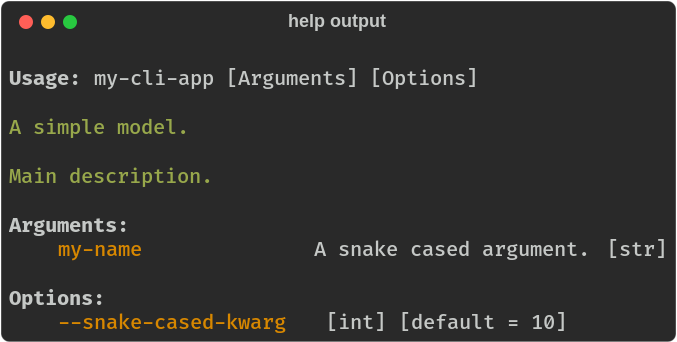 help output
Usage: my-cli-app [Arguments] [Options]
A simple model.
Main description.
Arguments:
my-name A snake cased argument. [str]
Options:
--snake-cased-kwarg [int] [default = 10]